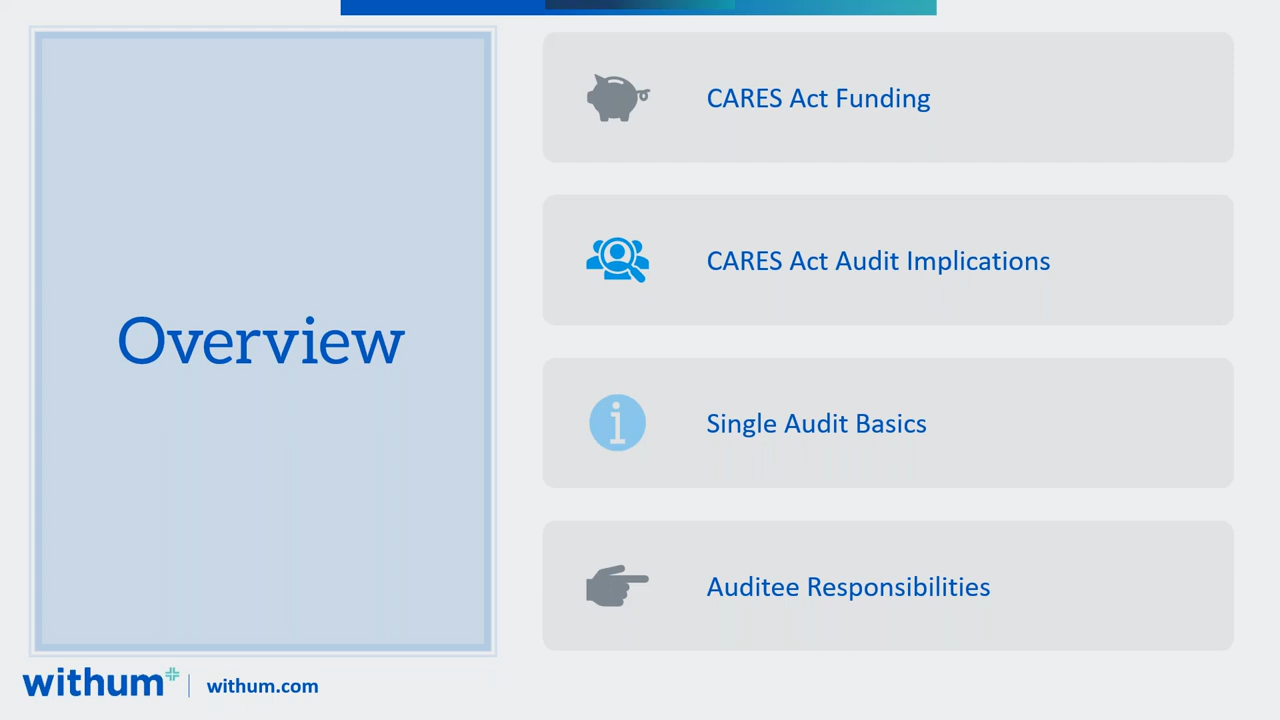 Overview
CARES Act Funding
CARES Act Audit Implications
Single Audit Basics
Auditee Responsibilities
withum
withum.com